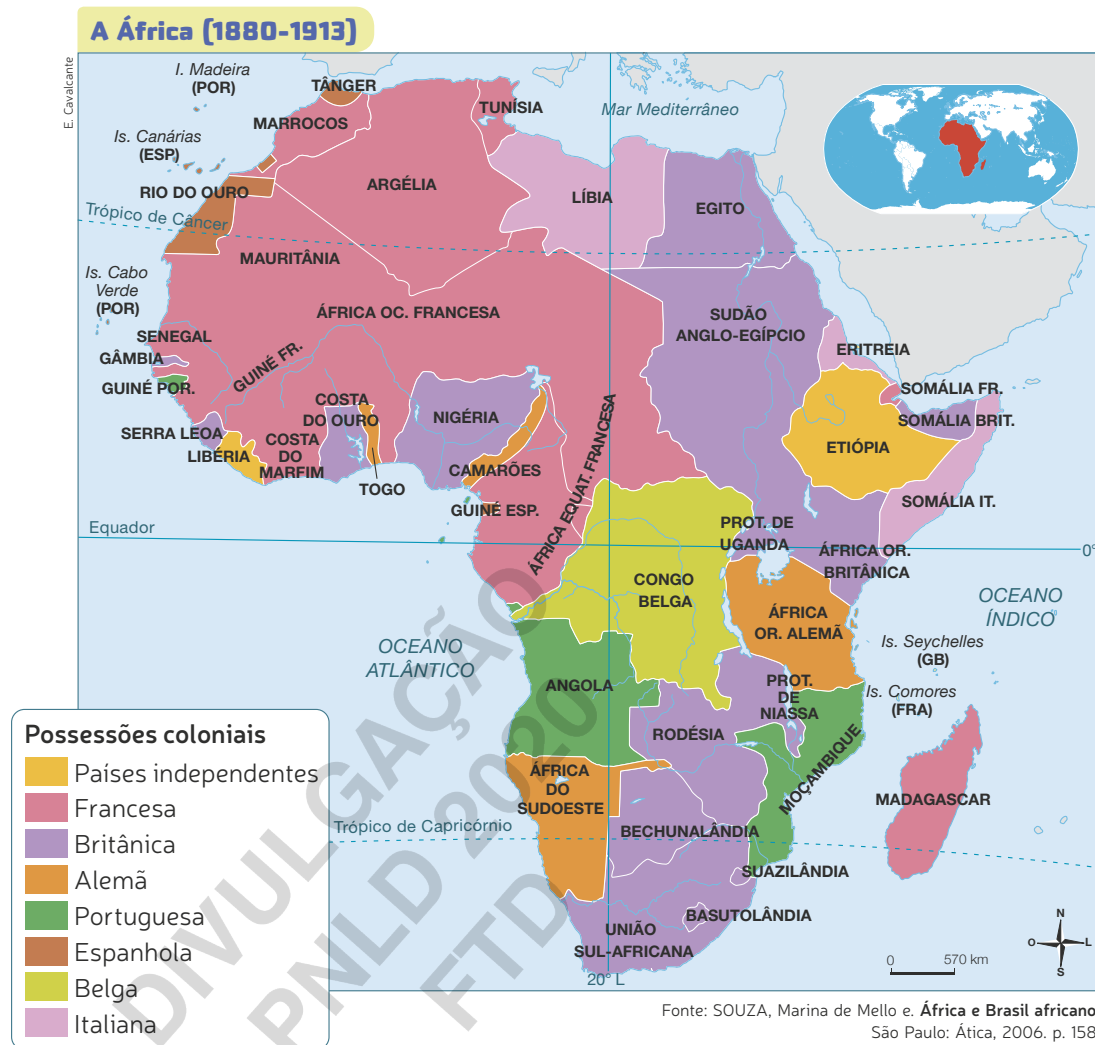 A África (1880-1913)
E. Cavalcante
I. Madeira
(POR)
TÂNGER
TUNÍSIA
Mar Mediterrâneo
MARROCOS
Is. Canárias
(ESP)
RIO DO OURO
ARGÉLIA
LÍBIA
EGITO
Trópico de Câncer
MAURITÂNIA
Is. Cabo
Verde
(POR)
ÁFRICA OC. FRANCESA
SUDÃO
ANGLO-EGÍPCIO
SENEGAL
GÂMBIA
GUINÉ FR.
ERITREIA
GUINÉ POR.
SOMÁLIA FR.
COSTA
DO OURO
NIGÉRIA
SOMÁLIA BRIT.
SERRA LEOA
LIBÉRIA
COSTA
DO
MARFIM
ETIÓPIA
CAMARÕES
TOGO
SOMÁLIA IT.
GUINÉ ESP.
ÁFRICA EQUAT. FRANCESA
Equador
PROT. DE
UGANDA
ÁFRICA OR.
BRITÂNICA
0°
CONGO
BELGA
OCEANO
ÍNDICO
ÁFRICA
OR. ALEMÃ
OCEANO
ATLÂNTICO
Is. Seychelles
(GB)
ANGOLA
PROT.
DE
NIASSA
Is. Comores
(FRA)
RODÉSIA
MOÇAMBIQUE
ÁFRICA
DO
SUDOESTE
MADAGASCAR
Trópico de Capricórnio
BECHUNALÂNDIA
SUAZILÂNDIA
BASUTOLÂNDIA
UNIÃO
SUL-AFRICANA
20° L
N
O
L
S
0 570 km
Possessões coloniais
Países independentes
Francesa
Britânica
Alemã
Portuguesa
Espanhola
Belga
Italiana
DIVULGAÇÃO
PNLD 2020
FTD
Fonte: SOUZA, Marina de Mello e. África e Brasil africano
São Paulo: Ática, 2006. p. 158